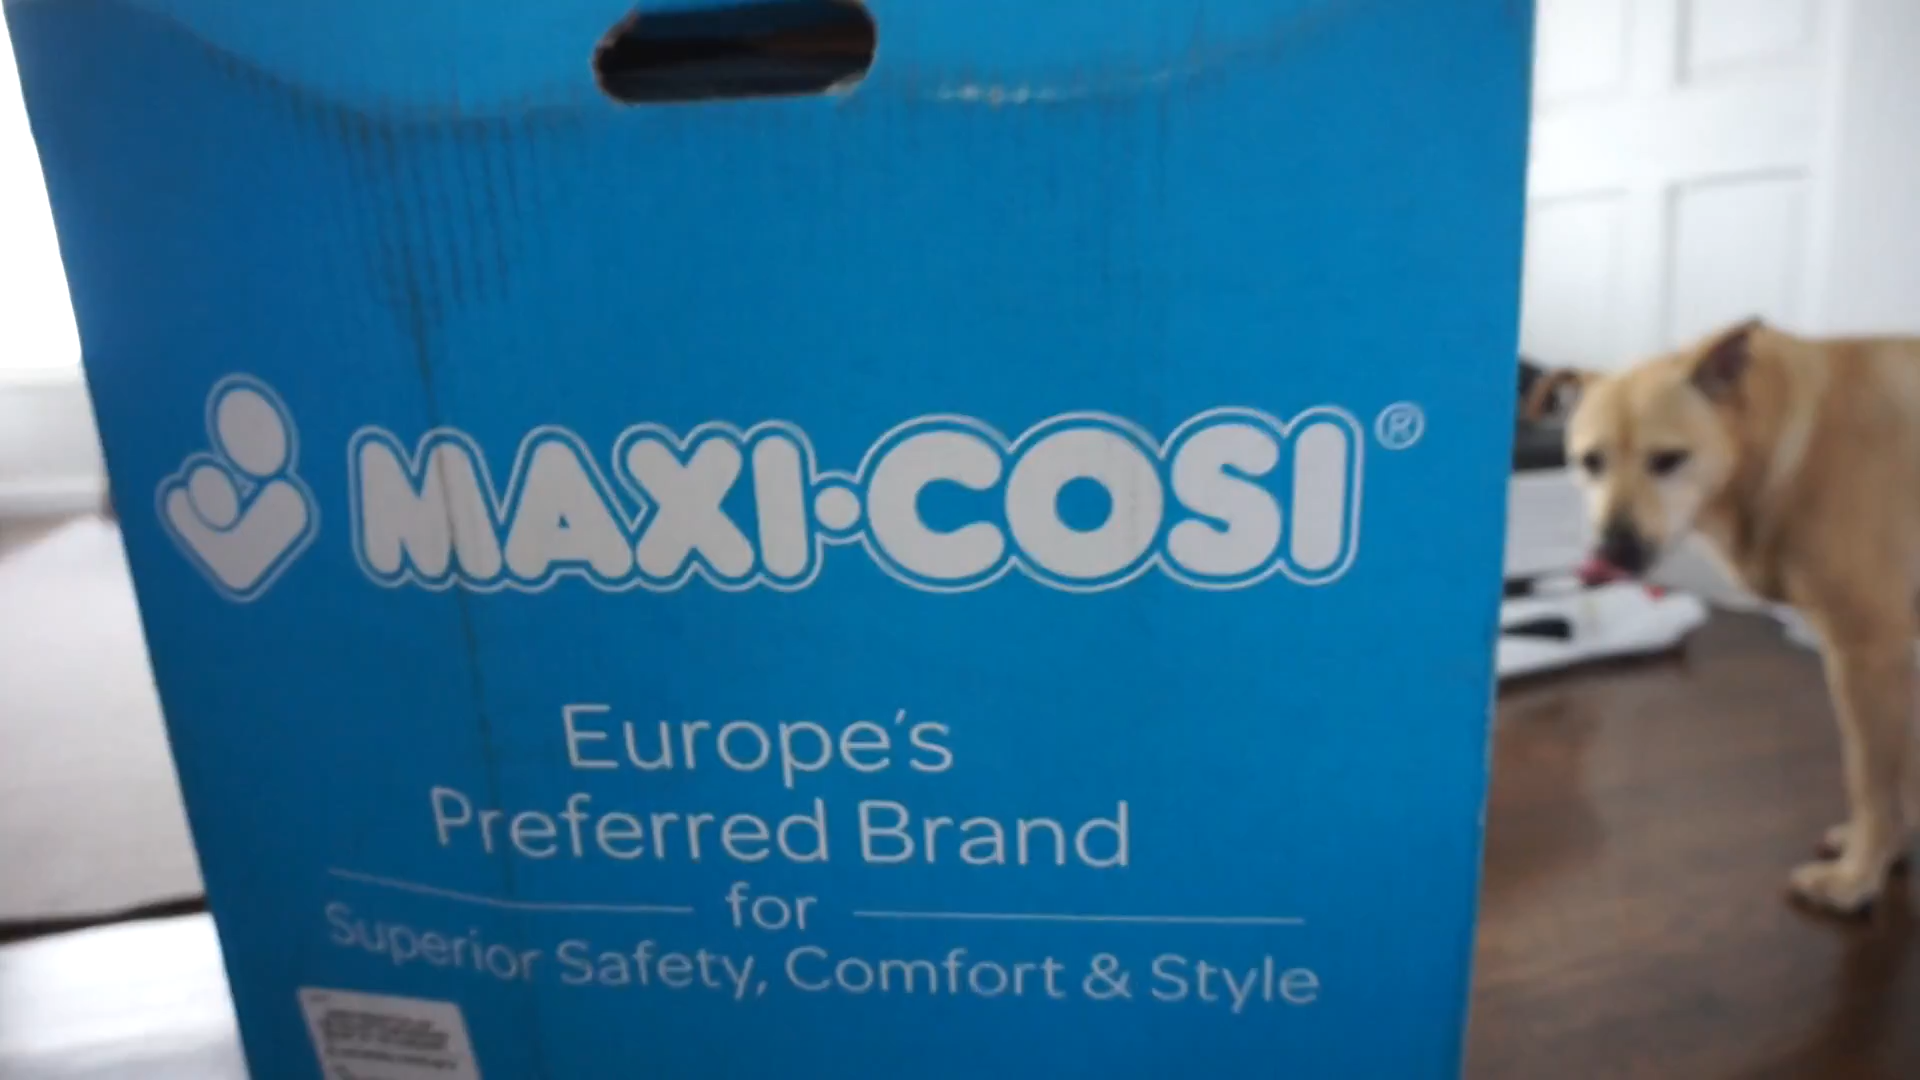 MAXI·COSI®
Europe's
Preferred Brand
for
Superior Safety, Comfort & Style